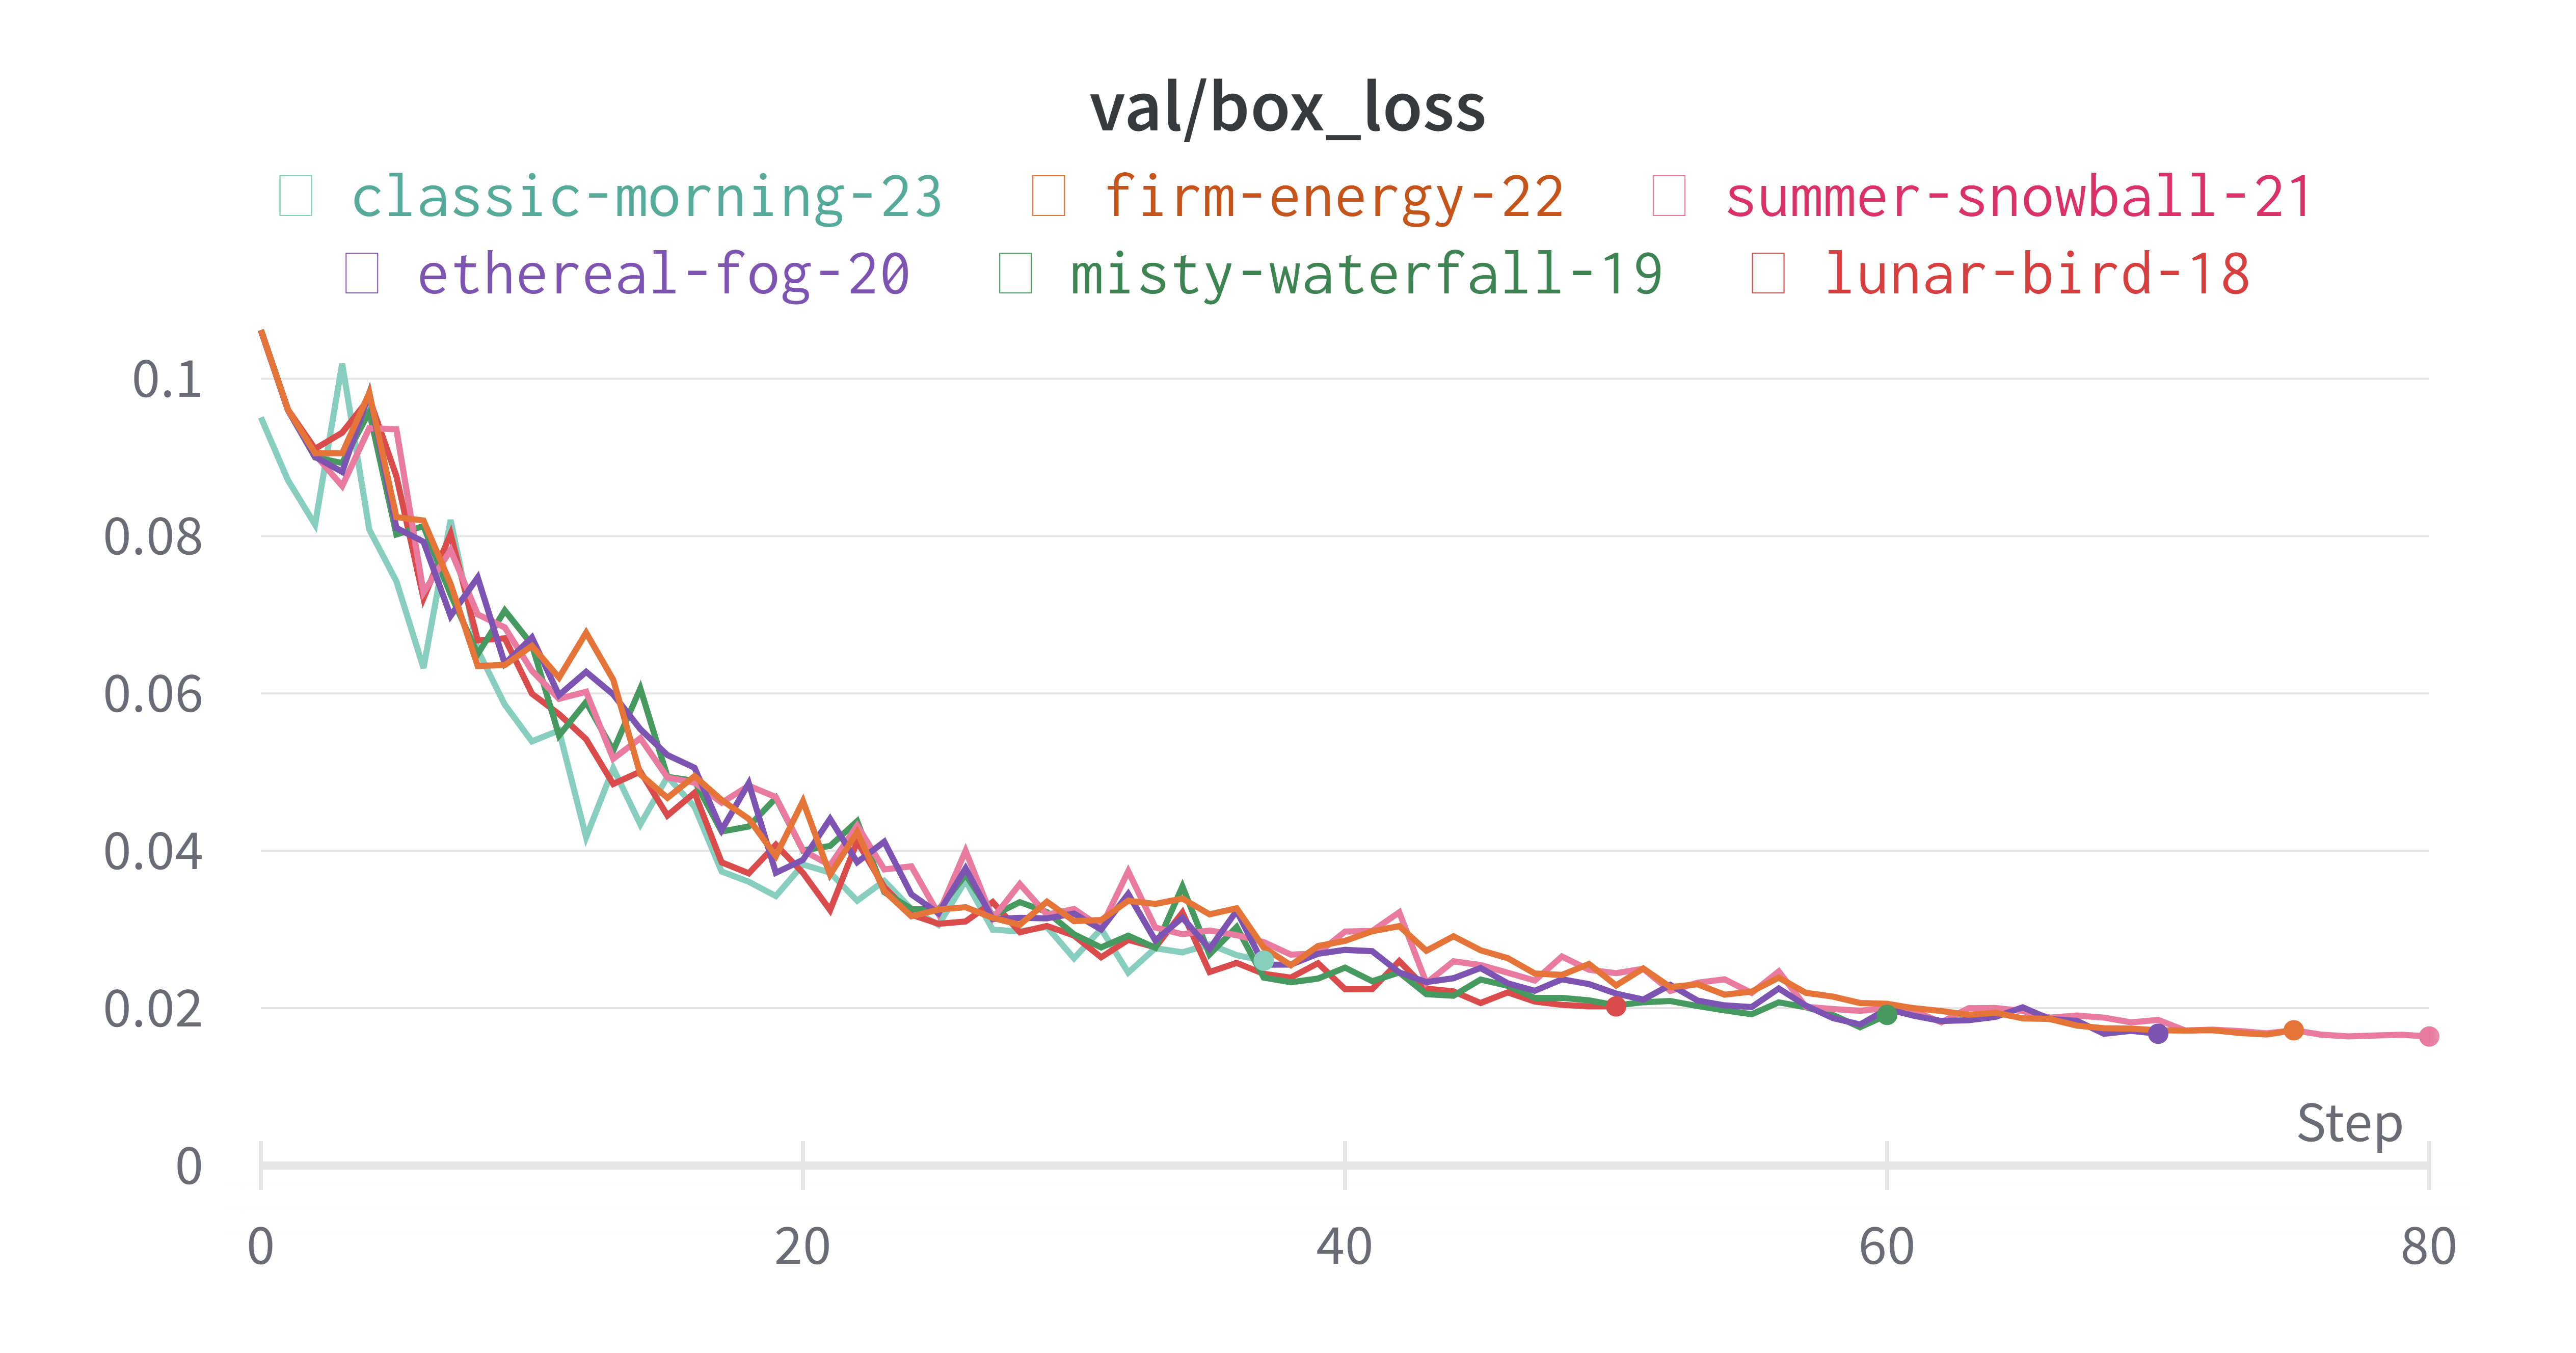 val/box_loss
classic-morning-23 firm-energy-22 summer-snowball-21
ethereal-fog-20 misty-waterfall-19 lunar-bird-18
0.1
0.08
0.06
0.04
0.02
Step
0
0 20 40 60 80